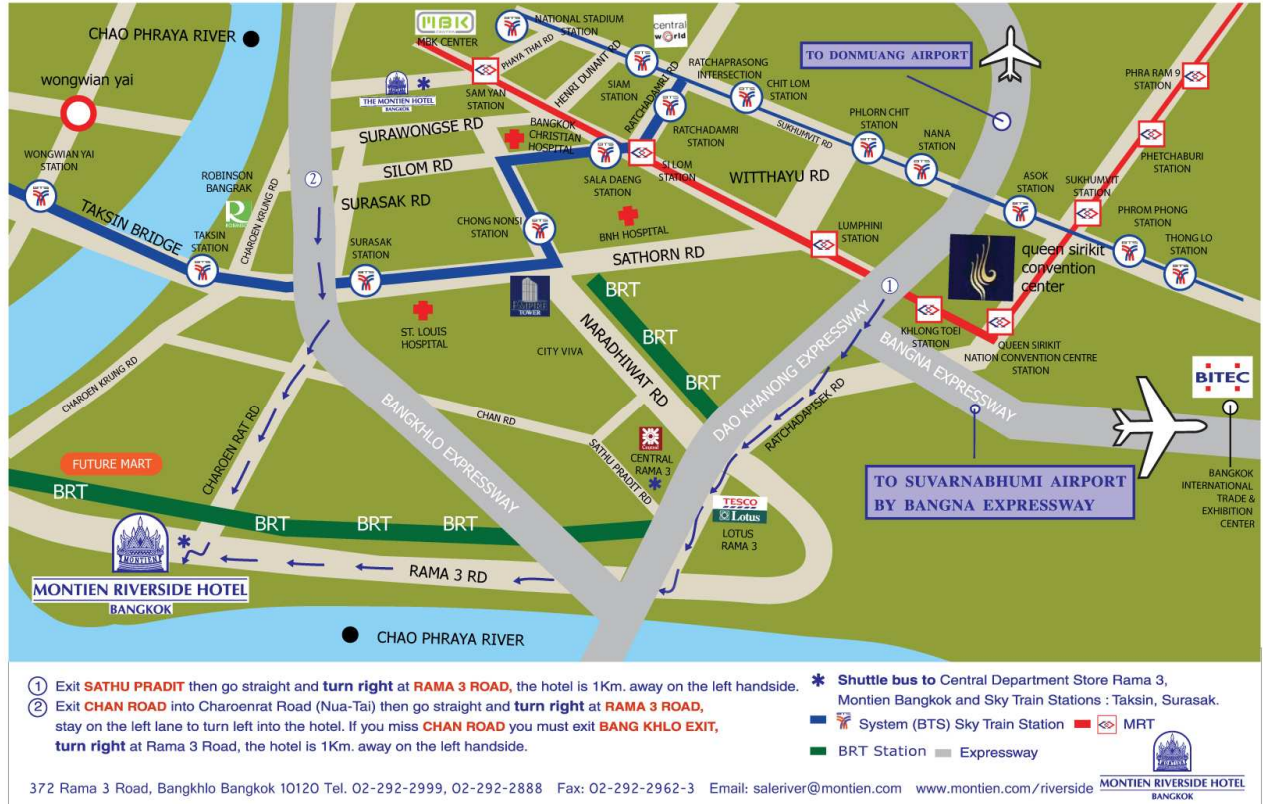 CHAO PHRAYA RIVER
wongwian yai
WONGWIAN YAI
STATION
TAKSIN BRIDGE
ROBINSON
BANGRAK
TAKSIN
STATION
CHAROEN KRUNG RD
CHAROEN KRUNG RD
MBK
CENTER
MBK CENTER
PHAYA THAI RD
NATIONAL STADIUM
STATION
central
world
HENRI DUNANT RD
SIAM
STATION
RATCHADAMRI RD
RATCHAPRASONG
INTERSECTION
CHIT LOM
STATION
RATCHADAMRI
STATION
SUKHUMVIT RD
THE MONTIEN HOTEL
BANGKOK
SAM YAN
STATION
SURAWONGSE RD
BANGKOK
CHRISTIAN
HOSPITAL
SILOM RD
SURASAK RD
2
SALA DAENG
STATION
SI LOM
STATION
WITTHAYU RD
TO DONMUANG AIRPORT
PHLORN CHIT
STATION
NANA
STATION
PHRA RAM 9
STATION
PHETCHABURI
STATION
SUKHUMVIT
STATION
ASOK
STATION
PHROM PHONG
STATION
THONG LO
STATION
SURASAK
STATION
CHONG NONSI
STATION
BNH HOSPITAL
SATHORN RD
LUMPHINI
STATION
queen sirikit
convention
center
1
KHLONG TOEI
STATION
QUEEN SIRIKIT
NATION CONVENTION CENTRE
STATION
ST. LOUIS
HOSPITAL
EMPIRE
TOWER
CITY VIVA
BRT
BRT
NARADHIWAT RD
DAO KHANONG EXPRESSWAY
BANGNA EXPRESSWAY
RATCHADAPISEK RD
BITEC
BANGKOK
INTERNATIONAL
TRADE &
EXHIBITION
CENTER
TO SUVARNABHUMI AIRPORT
BY BANGNA EXPRESSWAY
BANGKHLO EXPRESSWAY
CHAN RD
SATHU PRADIT RD
CENTRAL
RAMA 3
TESCO
Lotus
LOTUS
RAMA 3
CHAROEN RAT RD
FUTURE MART
BRT
BRT
BRT
BRT
RAMA 3 RD
MONTIEN
MONTIEN RIVERSIDE HOTEL
BANGKOK
CHAO PHRAYA RIVER
1 Exit SATHU PRADIT then go straight and turn right at RAMA 3 ROAD, the hotel is 1Km. away on the left handside.
2 Exit CHAN ROAD into Charoenrat Road (Nua-Tai) then go straight and turn right at RAMA 3 ROAD,
stay on the left lane to turn left into the hotel. If you miss CHAN ROAD you must exit BANG KHLO EXIT,
turn right at Rama 3 Road, the hotel is 1Km. away on the left handside.
* Shuttle bus to Central Department Store Rama 3,
Montien Bangkok and Sky Train Stations : Taksin, Surasak.
System (BTS) Sky Train Station MRT
BRT Station Expressway
372 Rama 3 Road, Bangkhlo Bangkok 10120 Tel. 02-292-2999, 02-292-2888 Fax: 02-292-2962-3 Email: saleriver@montien.com www.montien.com/riverside
MONTIEN RIVERSIDE HOTEL
BANGKOK